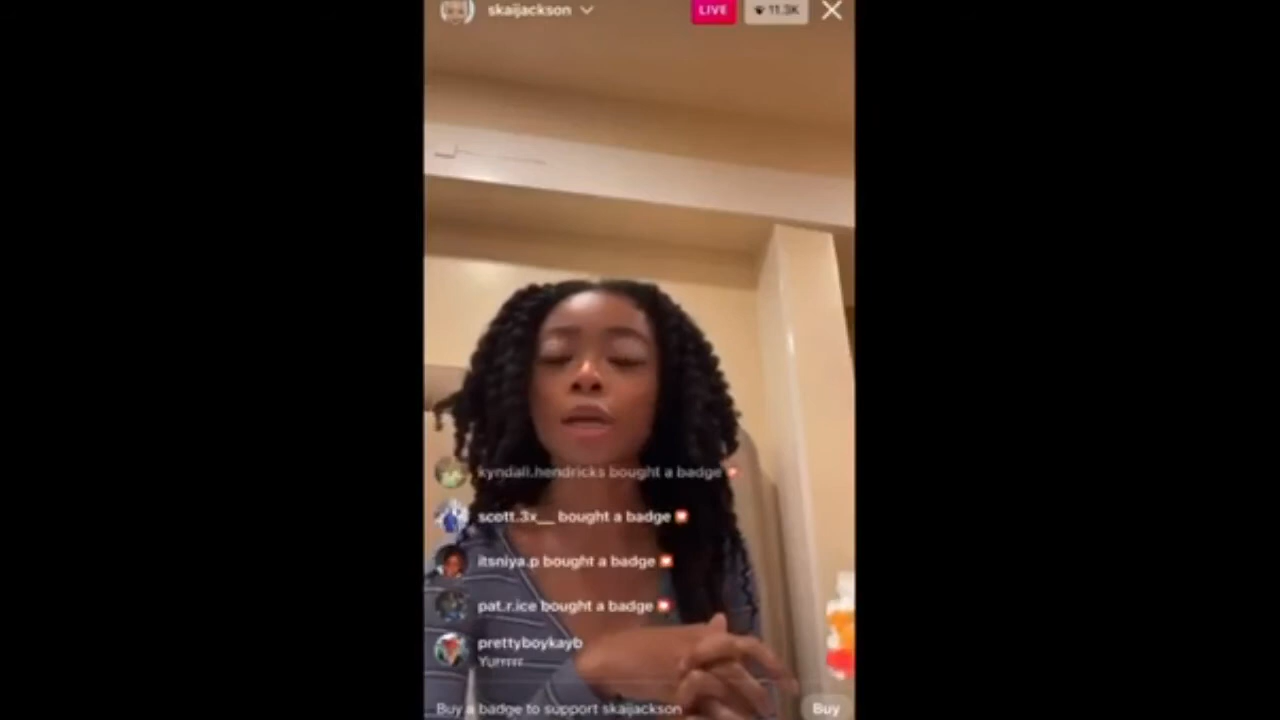 skaijackson
LIVE
11.3K
kyndall.hendricks bought a badge
scott.3x__ bought a badge
itsniya.p bought a badge
pat.r.ice bought a badge
prettyboykayb
Yurrrrr
Buy a badge to support skaijackson
Buy